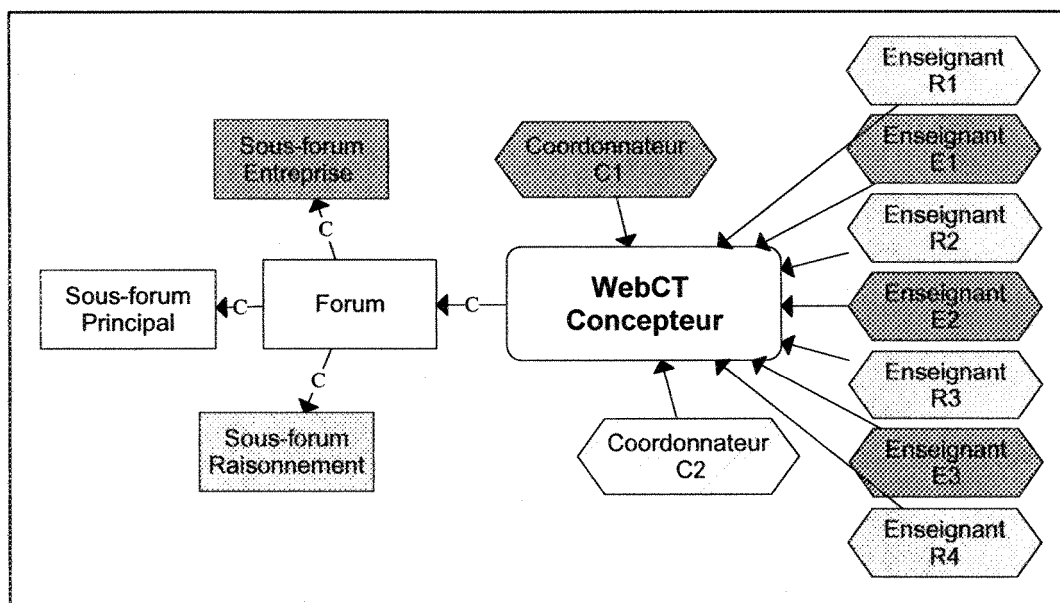 Enseignant
R1
Sous-forum
Entreprise
Coordonnateur
C1
Enseignant
E1
C
Enseignant
R2
Sous-forum
Principal
C
Forum
C
WebCT
Concepteur
Enseignant
E2
C
Enseignant
R3
Sous-forum
Raisonnement
Coordonnateur
C2
Enseignant
E3
Enseignant
R4